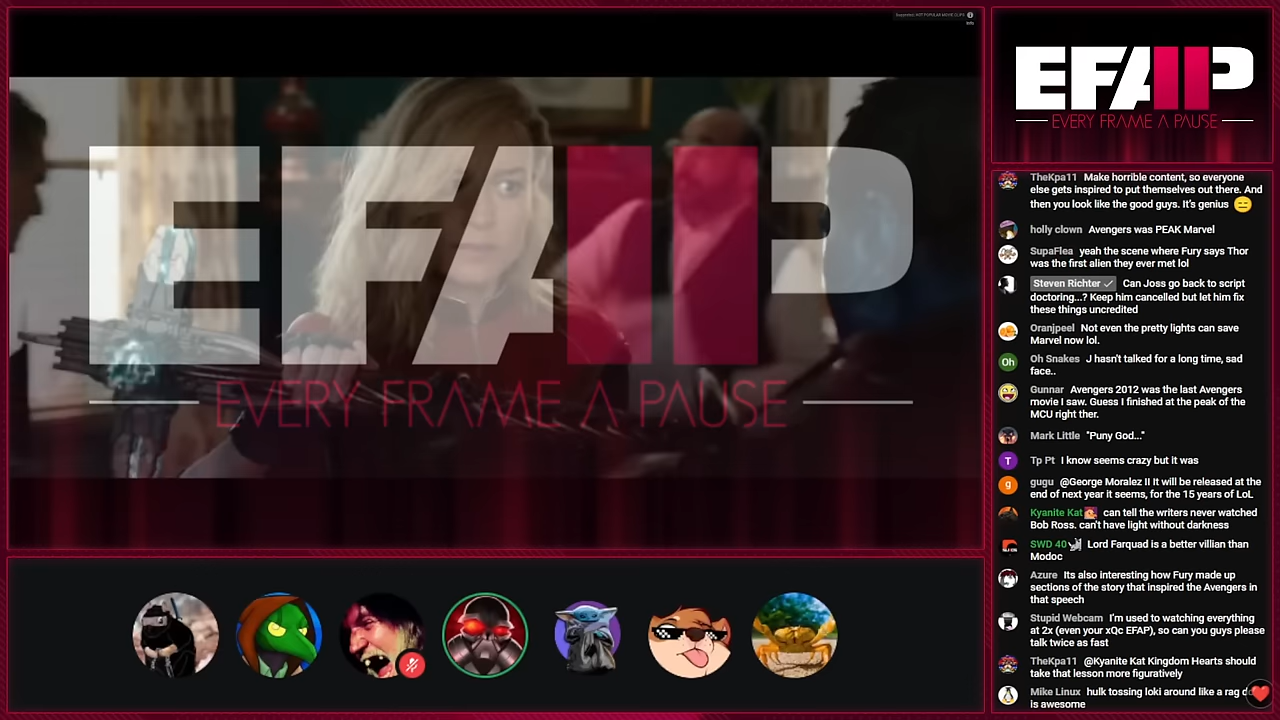 Suggested: HOT POPULAR MOVIE CLIPS
Info
EFAP
EVERY FRAME A PAUSE
EFAP
EVERY FRAME A PAUSE
TheKpa11 Make horrible content, so everyone
else gets inspired to put themselves out there. And
then you look like the good guys. It's genius 😑
holly clown Avengers was PEAK Marvel
SupaFlea yeah the scene where Fury says Thor
was the first alien they ever met lol
Steven Richter ✓ Can Joss go back to script
doctoring...? Keep him cancelled but let him fix
these things uncredited
Oranjpeel Not even the pretty lights can save
Marvel now lol.
Oh
Oh Snakes J hasn't talked for a long time, sad
face..
Gunnar Avengers 2012 was the last Avengers
movie I saw. Guess I finished at the peak of the
MCU right ther.
Mark Little "Puny God..."
T
Tp Pt I know seems crazy but it was
g
gugu @George Moralez II It will be released at the
end of next year it seems, for the 15 years of LoL
Kyanite Kat can tell the writers never watched
Bob Ross. can't have light without darkness
SWD 40 Lord Farquad is a better villian than
Modoc
Azure Its also interesting how Fury made up
sections of the story that inspired the Avengers in
that speech
Stupid Webcam I'm used to watching everything
at 2x (even your xQc EFAP), so can you guys please
talk twice as fast
TheKpa11 @Kyanite Kat Kingdom Hearts should
take that lesson more figuratively
Mike Linux hulk tossing loki around like a rag
is awesome